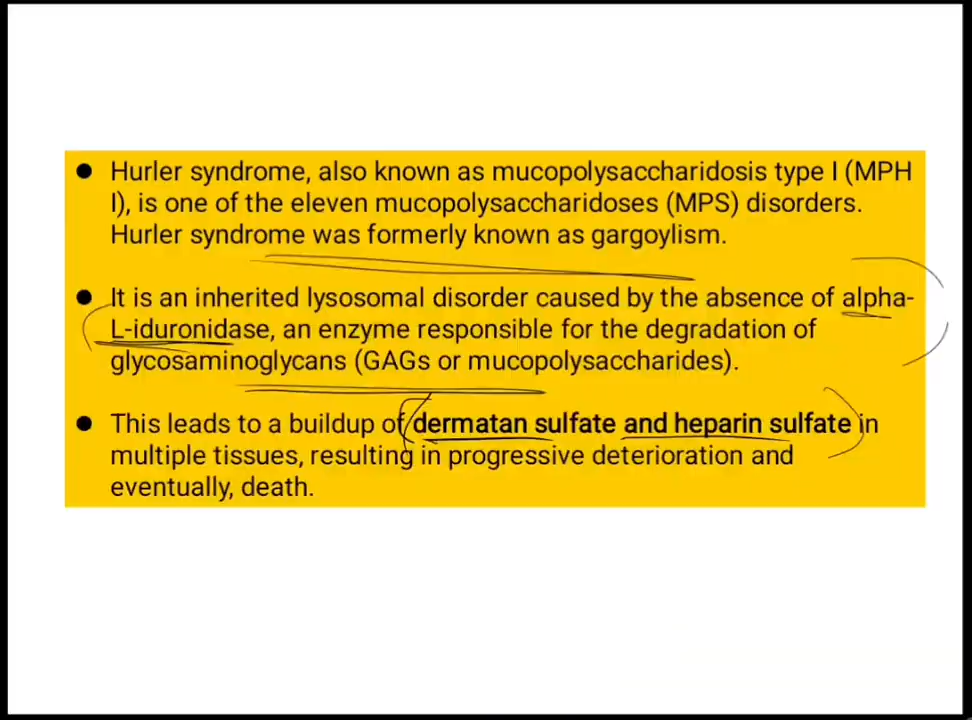 ● Hurler syndrome, also known as mucopolysaccharidosis type I (MPH
I), is one of the eleven mucopolysaccharidoses (MPS) disorders.
Hurler syndrome was formerly known as gargoylism.
● It is an inherited lysosomal disorder caused by the absence of alpha-
L-iduronidase, an enzyme responsible for the degradation of
glycosaminoglycans (GAGs or mucopolysaccharides).
● This leads to a buildup of dermatan sulfate and heparin sulfate in
multiple tissues, resulting in progressive deterioration and
eventually, death.